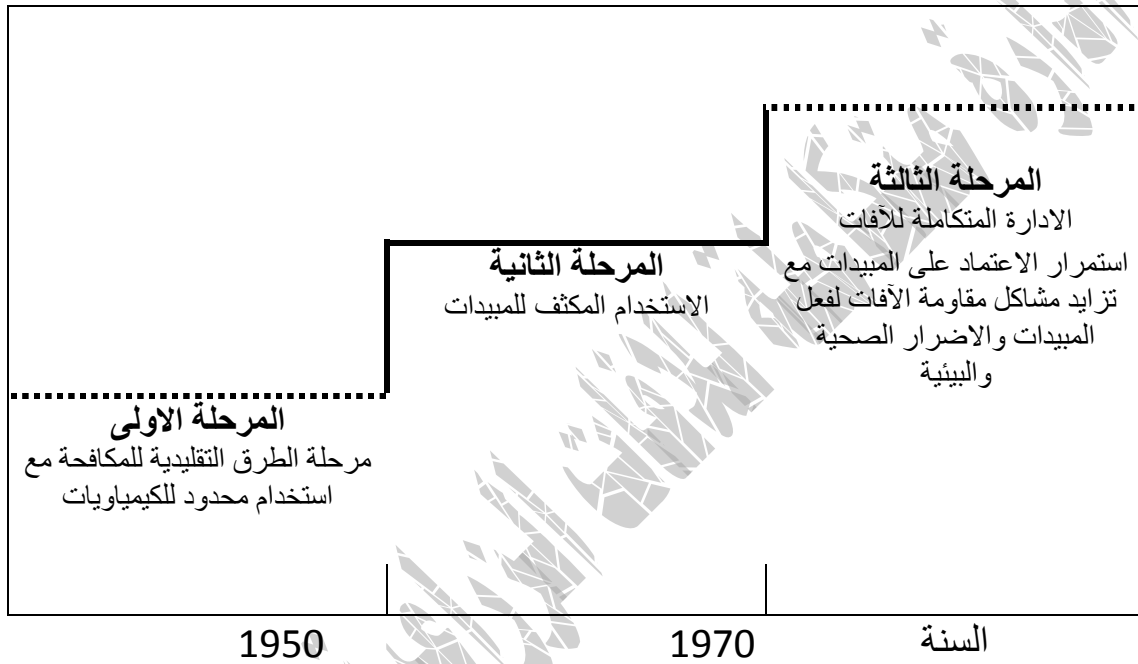 المرحلة الثالثة
الادارة المتكاملة للآفات
استمرار الاعتماد على المبيدات مع
تزايد مشاكل مقاومة الآفات لفعل
المبيدات والاضرار الصحية
والبيئية
المرحلة الثانية
الاستخدام المكثف للمبيدات
المرحلة الاولى
مرحلة الطرق التقليدية للمكافحة مع
استخدام محدود للكيمياويات
السنة
1970
1950